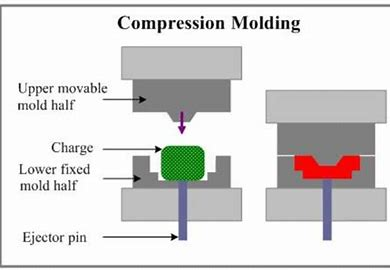 Compression Molding
Upper movable
mold half
Charge
Lower fixed
mold half
Ejector pin